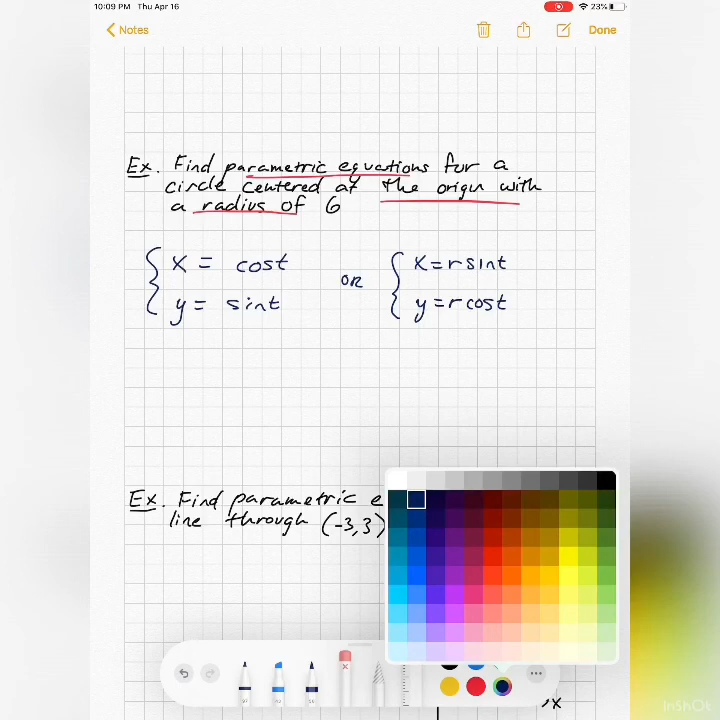 10:09 PM Thu Apr 16
23%
Notes
Done
Ex. Find parametric equations for a
circle centered at the origin with
a radius of 6
x = cost
y = sint
OR
x=rsint
y=rcost
Ex. Find parametric e
line through (-3,3)
x
InShOt